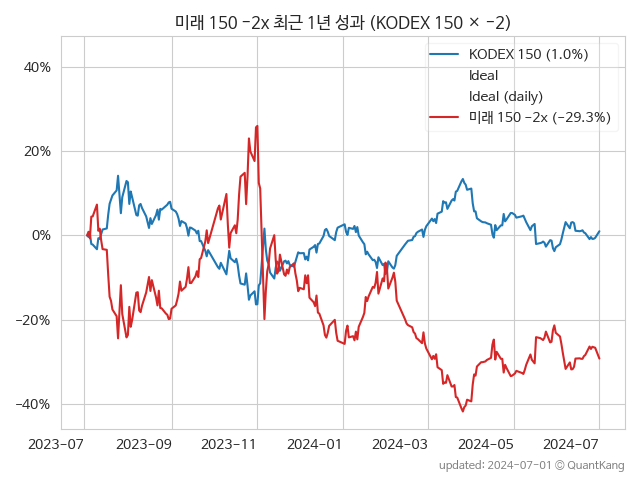 미래 150 −2x 최근 1년 성과 (KODEX 150 × −2)
KODEX 150 (1.0%)
Ideal
Ideal (daily)
미래 150 −2x (−29.3%)
40%
20%
0%
−20%
−40%
2023-07 2023-09 2023-11 2024-01 2024-03 2024-05 2024-07
updated: 2024-07-01 © QuantKang